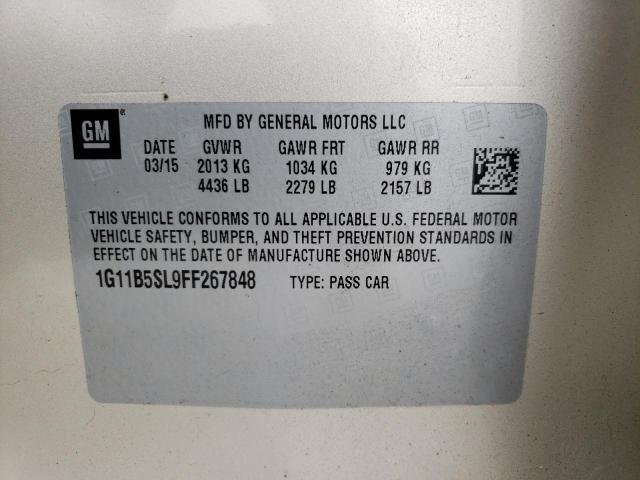 GM®
MFD BY GENERAL MOTORS LLC
DATE GVWR GAWR FRT GAWR RR
03/15 2013 KG 1034 KG 979 KG
4436 LB 2279 LB 2157 LB
THIS VEHICLE CONFORMS TO ALL APPLICABLE U.S. FEDERAL MOTOR
VEHICLE SAFETY, BUMPER, AND THEFT PREVENTION STANDARDS IN
EFFECT ON THE DATE OF MANUFACTURE SHOWN ABOVE.
1G11B5SL9FF267848 TYPE: PASS CAR